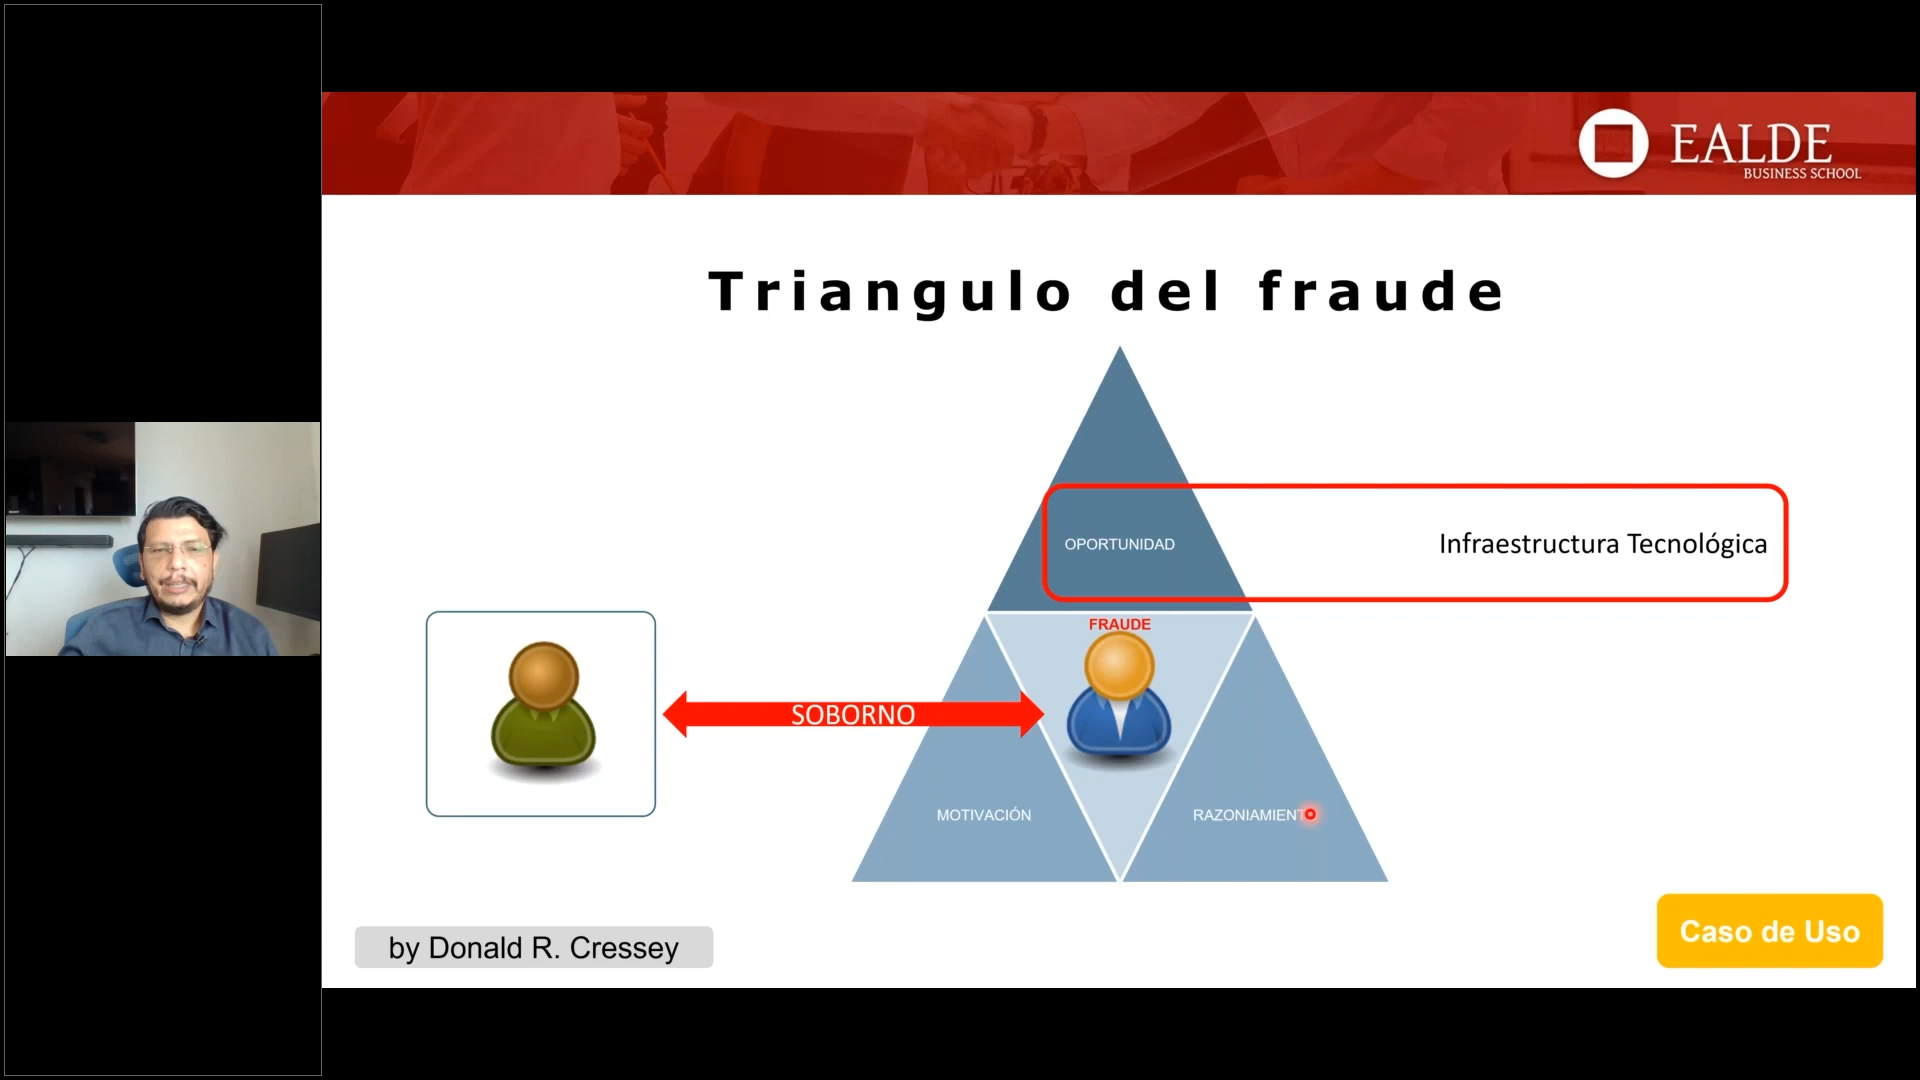 EALDE
BUSINESS SCHOOL
Triangulo del fraude
OPORTUNIDAD
Infraestructura Tecnológica
FRAUDE
SOBORNO
MOTIVACIÓN
RAZONIAMIENTO
by Donald R. Cressey
Caso de Uso